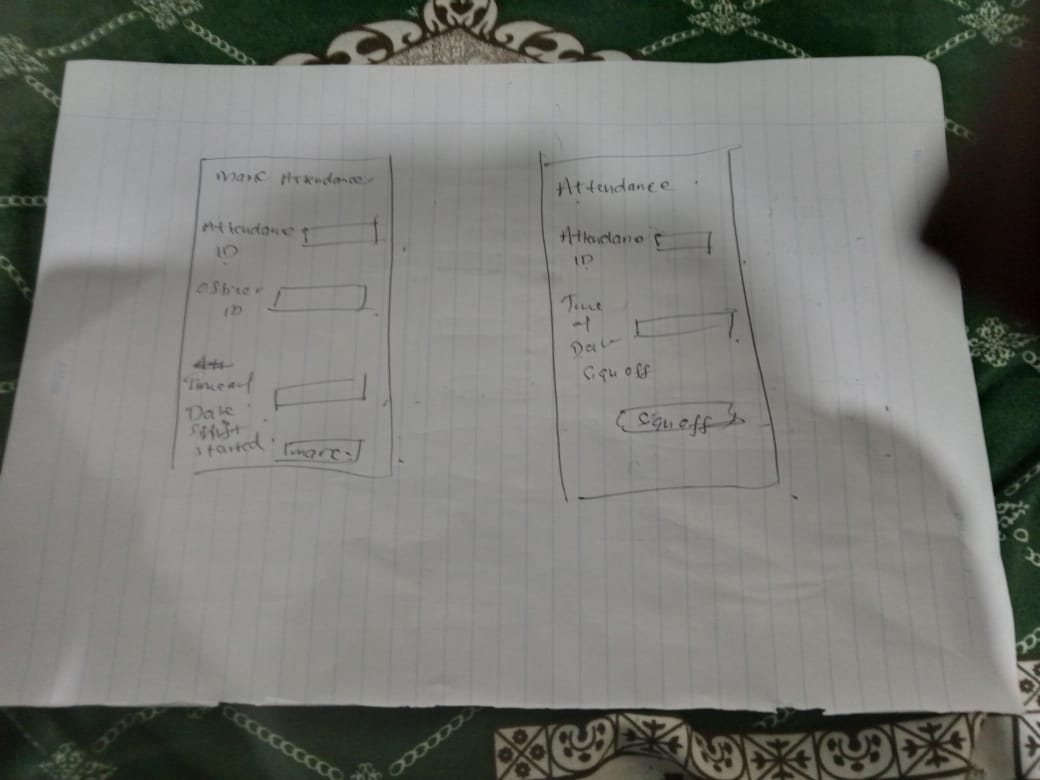 Mark Attendance
Attendance
ID
Officer
ID
Time and
Date
shift
started
mark
Attendance
Attendance
ID
Time
at
Date
Sign off
Sign off